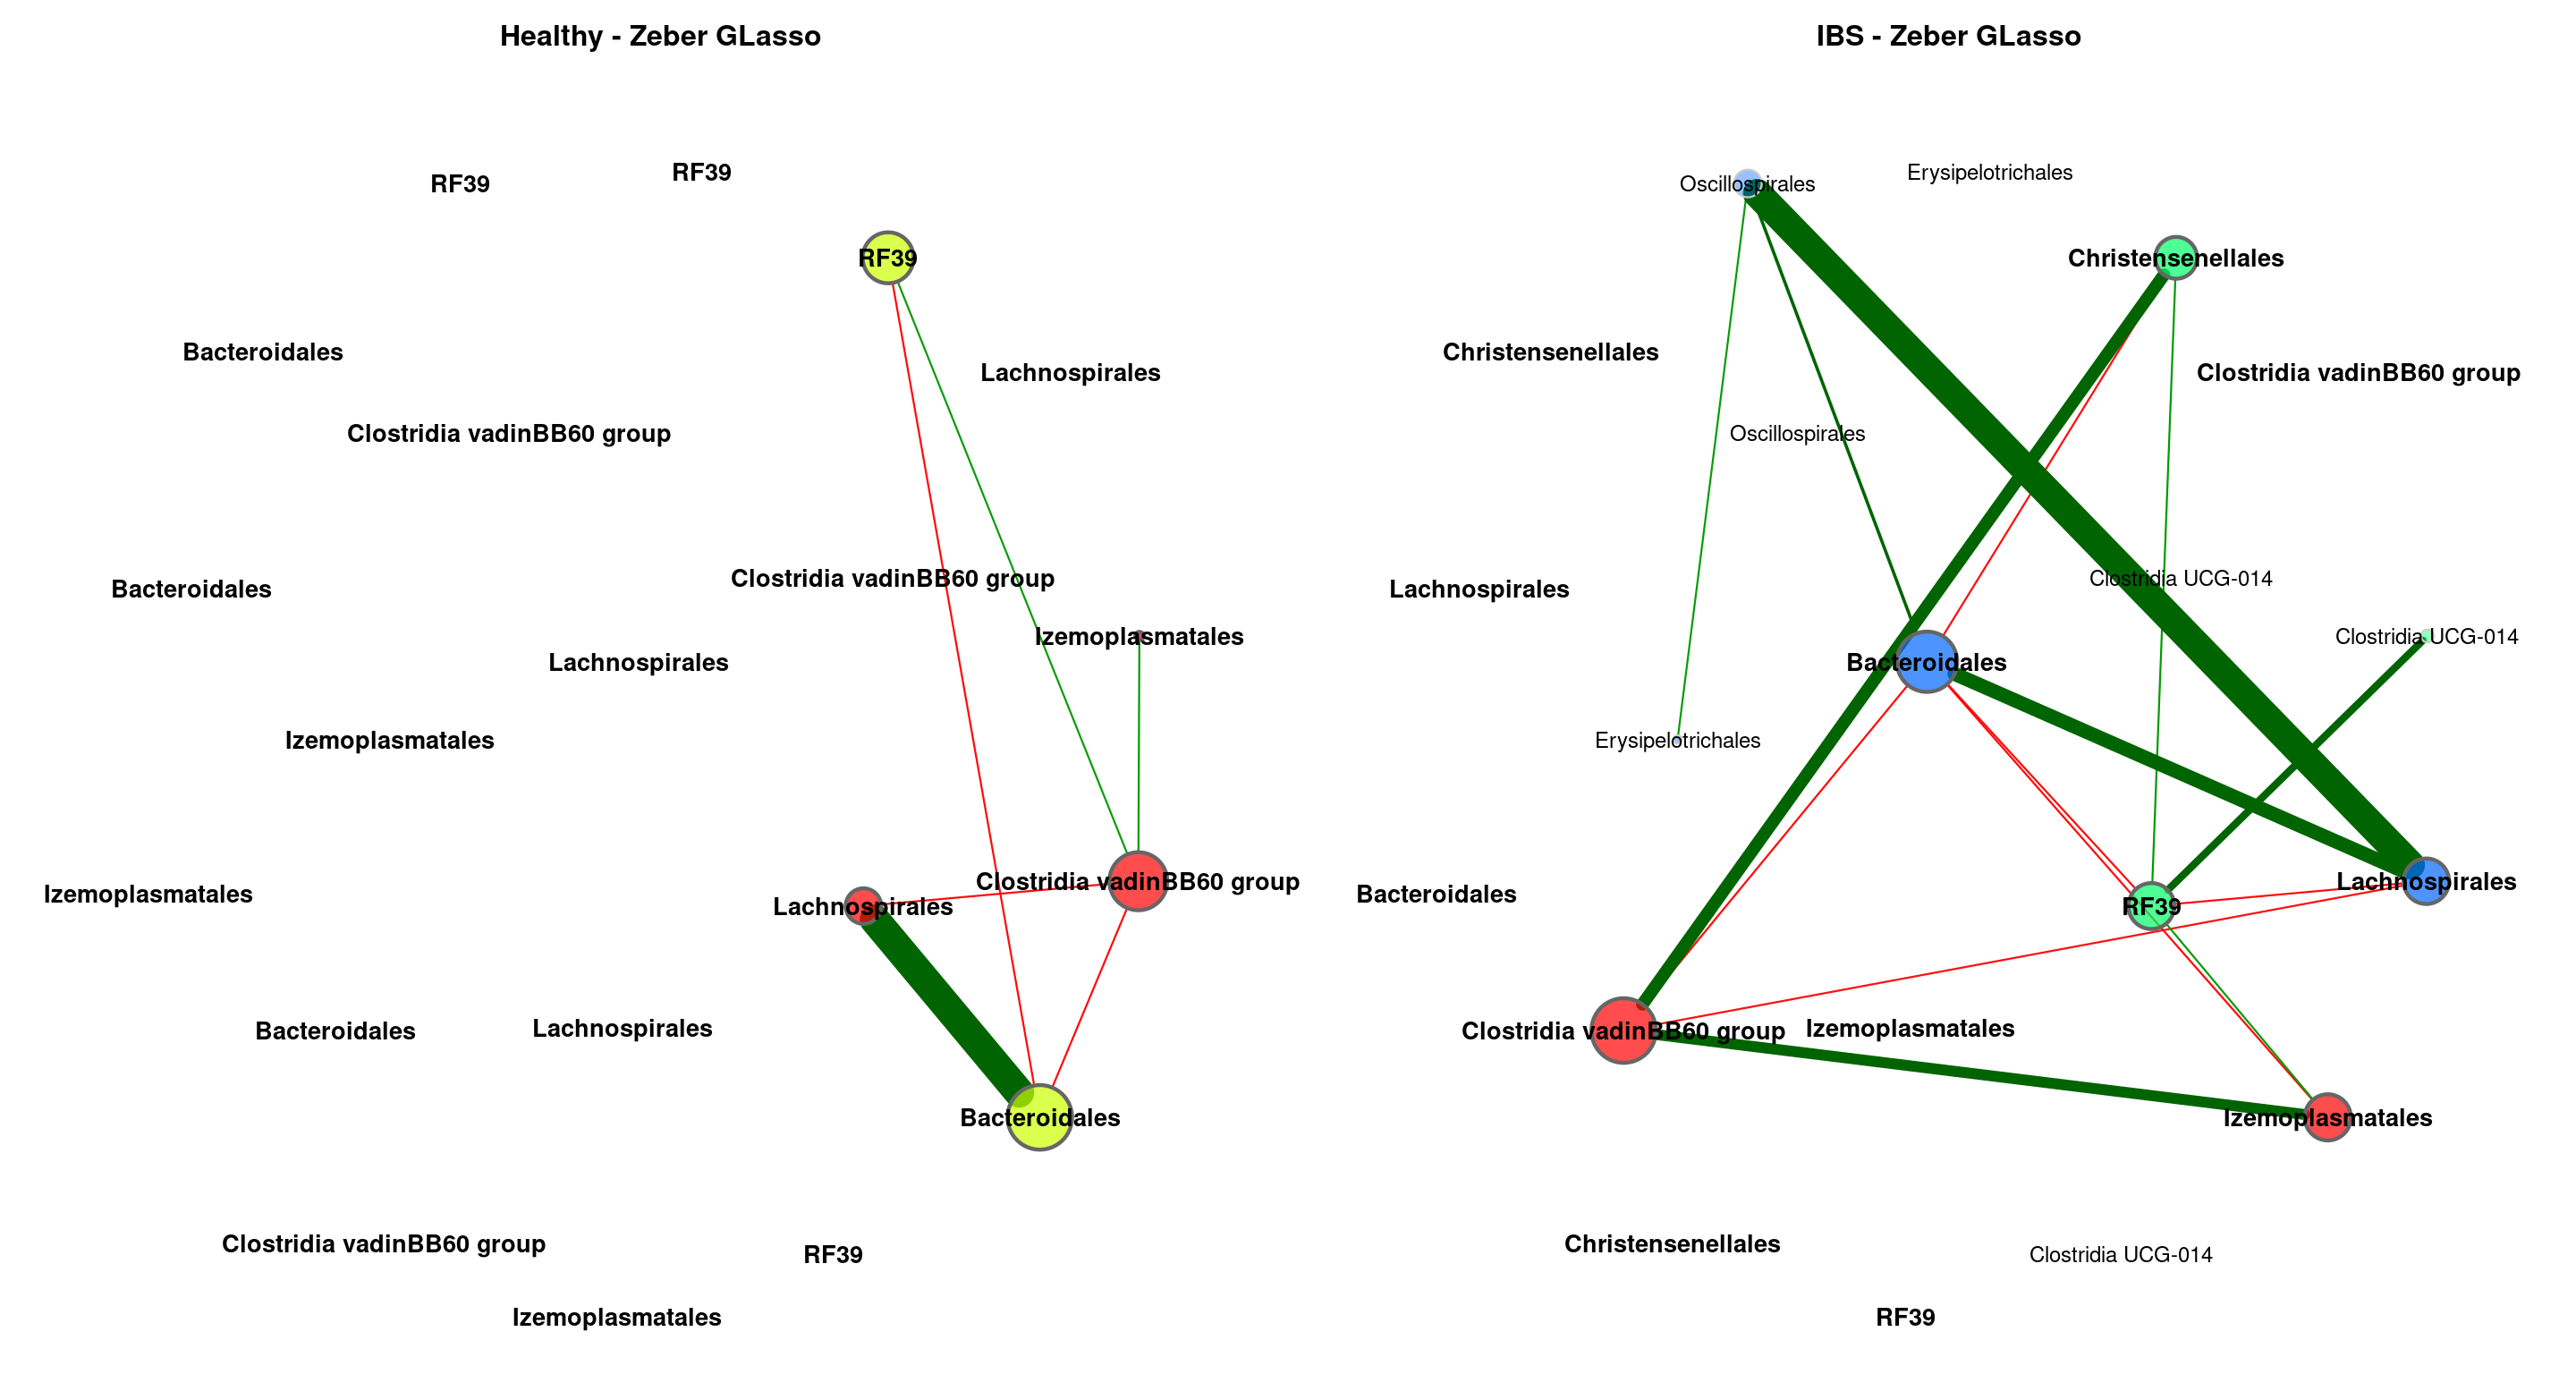 Healthy - Zeber GLasso
RF39
RF39
RF39
Bacteroidales
Lachnospirales
Clostridia vadinBB60 group
Clostridia vadinBB60 group
Bacteroidales
Izemoplasmatales
Lachnospirales
Izemoplasmatales
Clostridia vadinBB60 group
Izemoplasmatales
Lachnospirales
Bacteroidales
Lachnospirales
Bacteroidales
Clostridia vadinBB60 group
RF39
Izemoplasmatales
IBS - Zeber GLasso
Oscillospirales
Erysipelotrichales
Christensenellales
Christensenellales
Clostridia vadinBB60 group
Oscillospirales
Clostridia UCG-014
Lachnospirales
Clostridia UCG-014
Bacteroidales
Erysipelotrichales
Lachnospirales
Bacteroidales
RF39
Clostridia vadinBB60 group
Izemoplasmatales
Izemoplasmatales
Christensenellales
Clostridia UCG-014
RF39